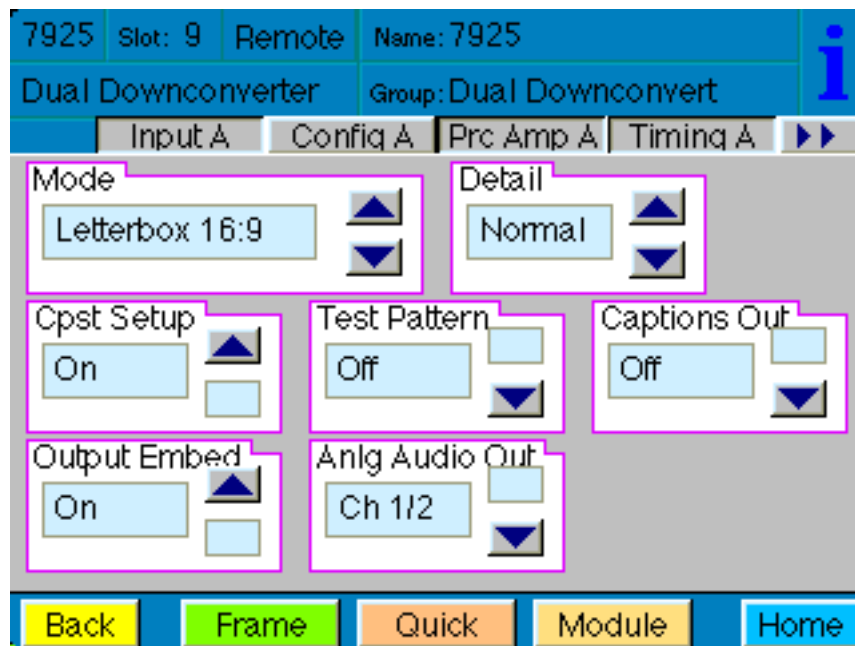 7925 Slot: 9 Remote Name: 7925
Dual Downconverter Group: Dual Downconvert
i
Input A Config A Prc Amp A Timing A
Mode Detail
Letterbox 16:9 Normal
Cpst Setup Test Pattern Captions Out
On Off Off
Output Embed Anlg Audio Out
On Ch 1/2
Back Frame Quick Module Home